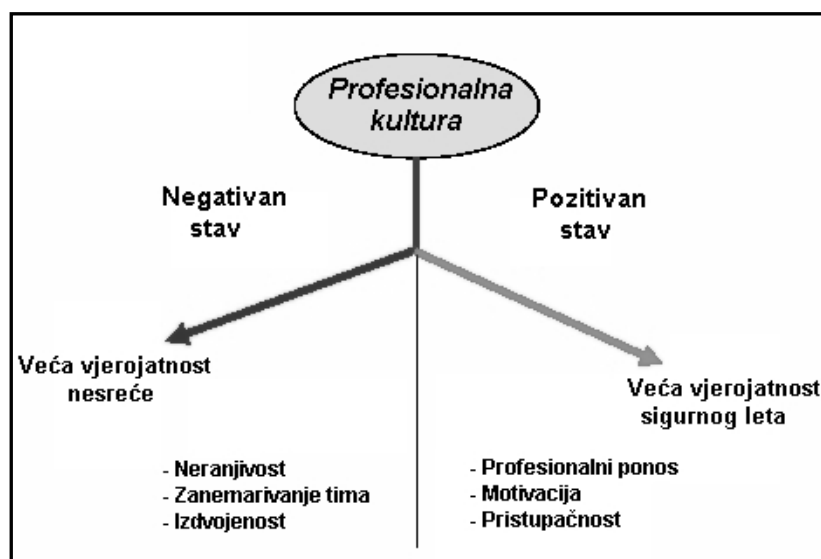 Profesionalna
kultura
Negativan
stav
Pozitivan
stav
Veća vjerojatnost
nesreće
Veća vjerojatnost
sigurnog leta
- Neranjivost
- Zanemarivanje tima
- Izdvojenost
- Profesionalni ponos
- Motivacija
- Pristupačnost